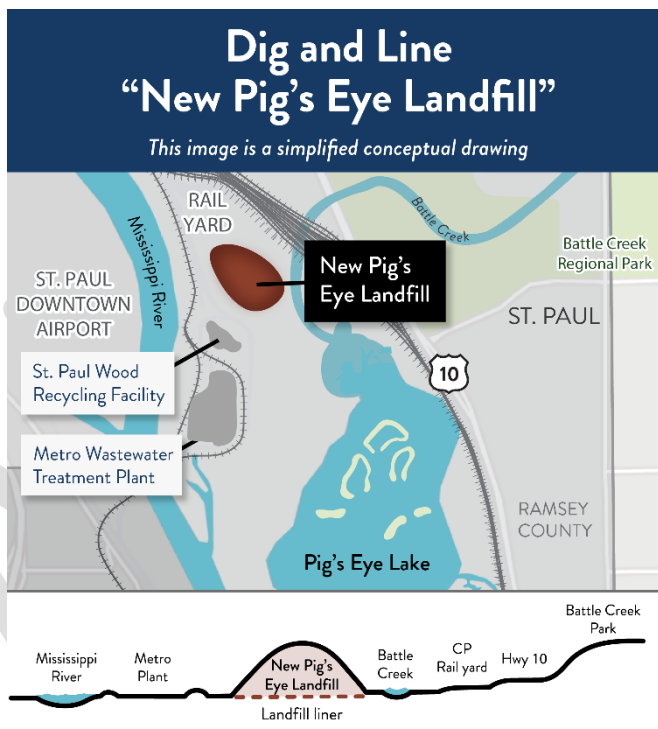 Dig and Line
“New Pig’s Eye Landfill”
This image is a simplified conceptual drawing
RAIL
YARD
Mississippi River
Battle Creek
Battle Creek
Regional Park
New Pig’s
Eye Landfill
ST. PAUL
DOWNTOWN
AIRPORT
ST. PAUL
St. Paul Wood
Recycling Facility
10
Metro Wastewater
Treatment Plant
RAMSEY
COUNTY
Pig’s Eye Lake
Mississippi
River
Metro
Plant
New Pig’s
Eye Landfill
Landfill liner
Battle
Creek
CP
Rail yard
Hwy 10
Battle Creek
Park